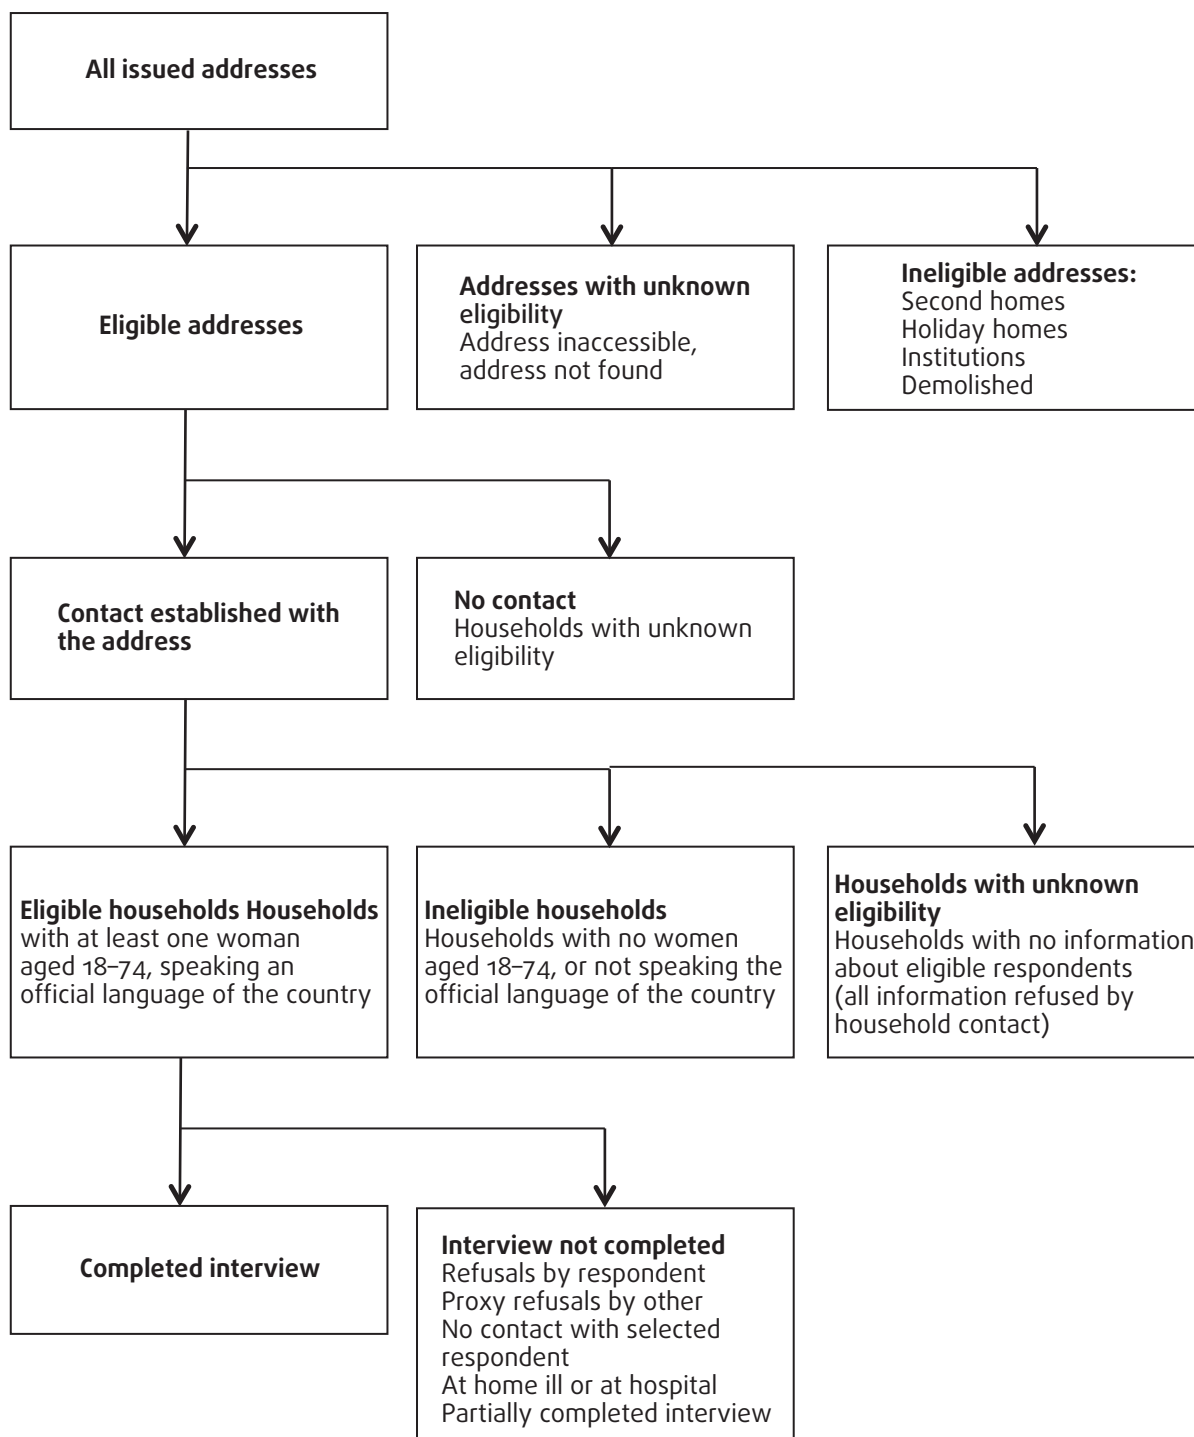 All issued addresses
Eligible addresses
Addresses with unknown
eligibility
Address inaccessible,
address not found
Ineligible addresses:
Second homes
Holiday homes
Institutions
Demolished
Contact established with
the address
No contact
Households with unknown
eligibility
Eligible households Households
with at least one woman
aged 18–74, speaking an
official language of the country
Ineligible households
Households with no women
aged 18–74, or not speaking the
official language of the country
Households with unknown
eligibility
Households with no information
about eligible respondents
(all information refused by
household contact)
Completed interview
Interview not completed
Refusals by respondent
Proxy refusals by other
No contact with selected
respondent
At home ill or at hospital
Partially completed interview